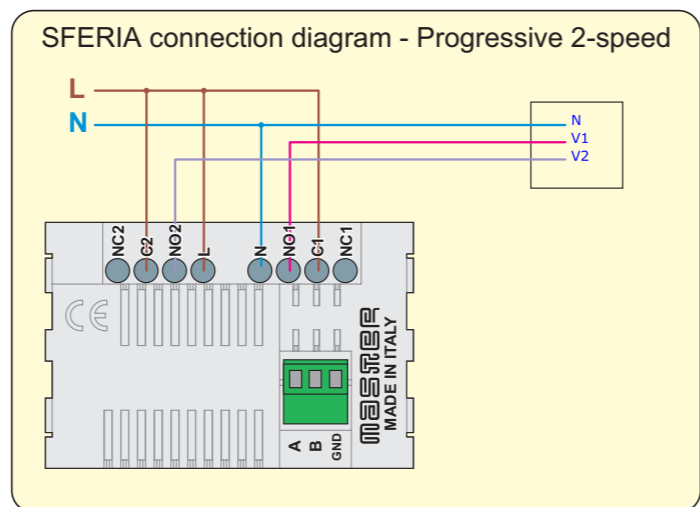 SFERIA connection diagram - Progressive 2-speed
L
N
N
V1
V2
NC2
C2
NO2
L
N
NO1
C1
NC1
CE
MASTER
MADE IN ITALY
A
B
GND